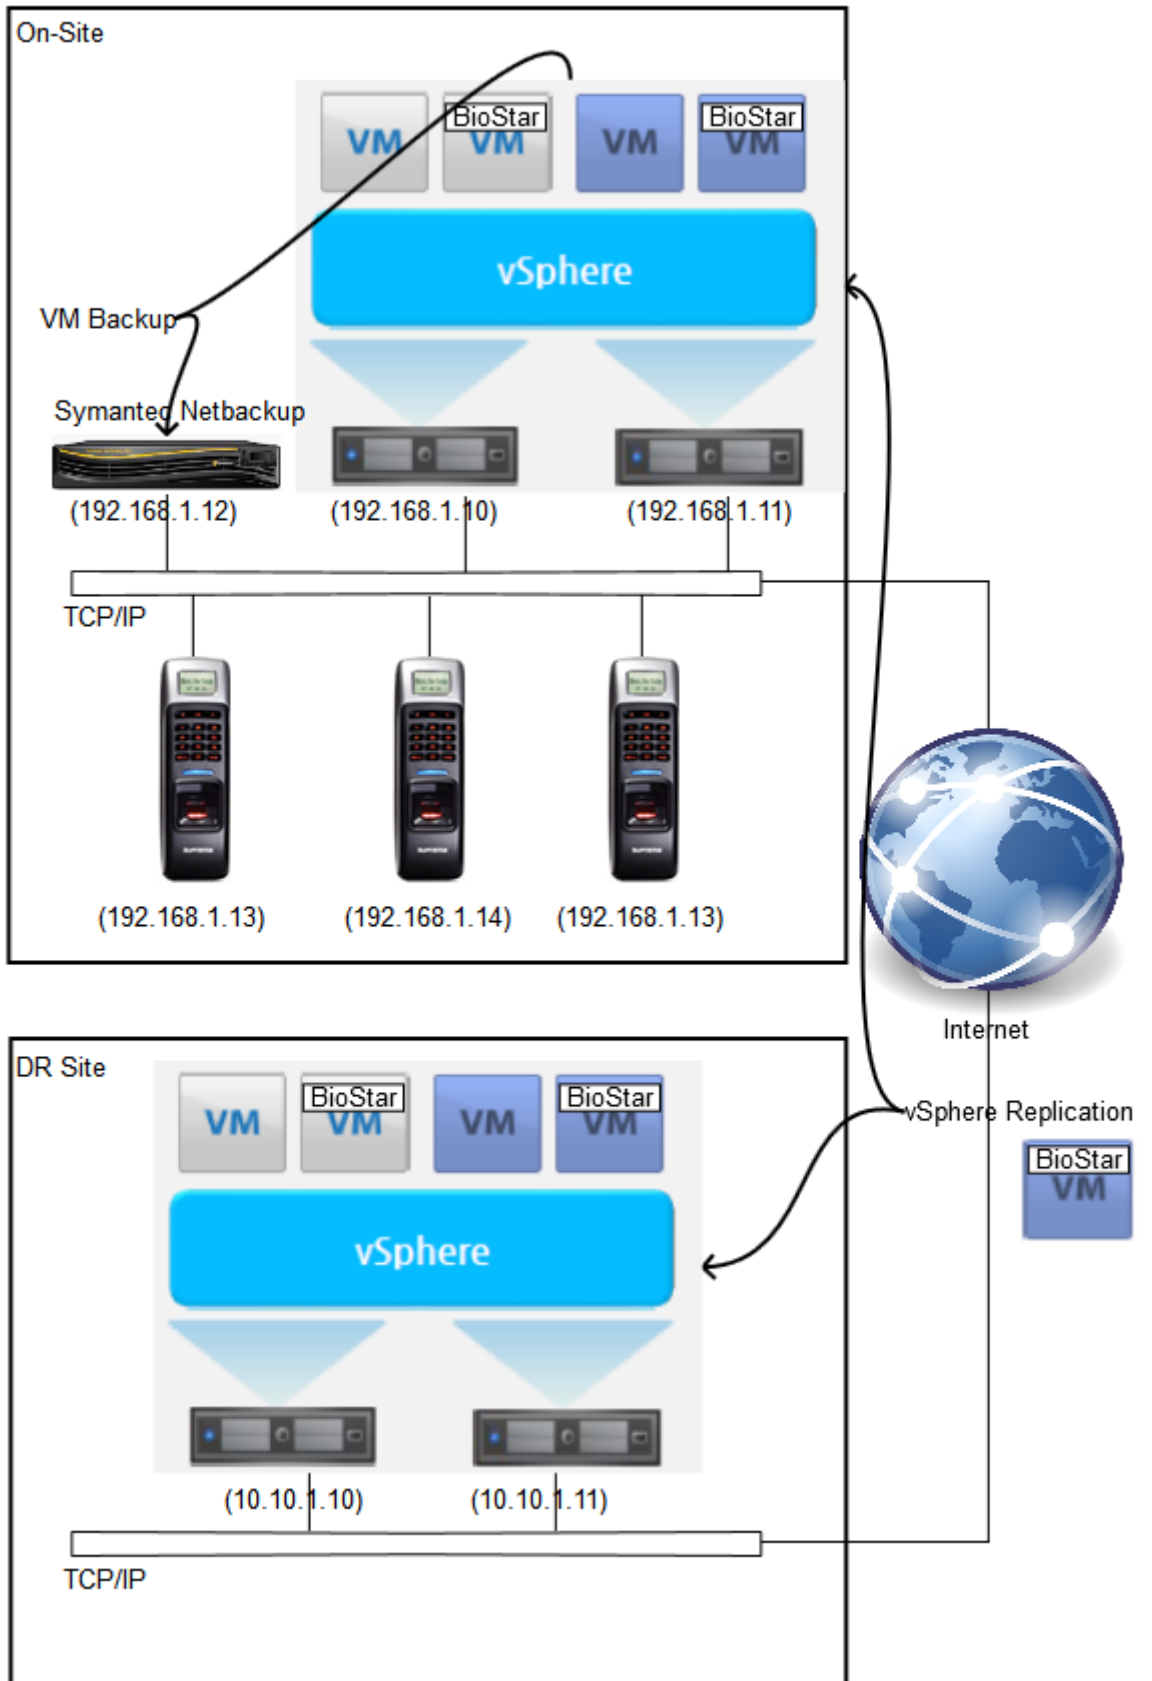 On-Site
VM
BioStar
VM
VM
BioStar
VM
vSphere
VM Backup
Symantec Netbackup
(192.168.1.12)
(192.168.1.10)
(192.168.1.11)
TCP/IP
(192.168.1.13)
(192.168.1.14)
(192.168.1.13)
Internet
DR Site
VM
BioStar
VM
VM
BioStar
VM
vSphere Replication
BioStar
VM
vSphere
(10.10.1.10)
(10.10.1.11)
TCP/IP